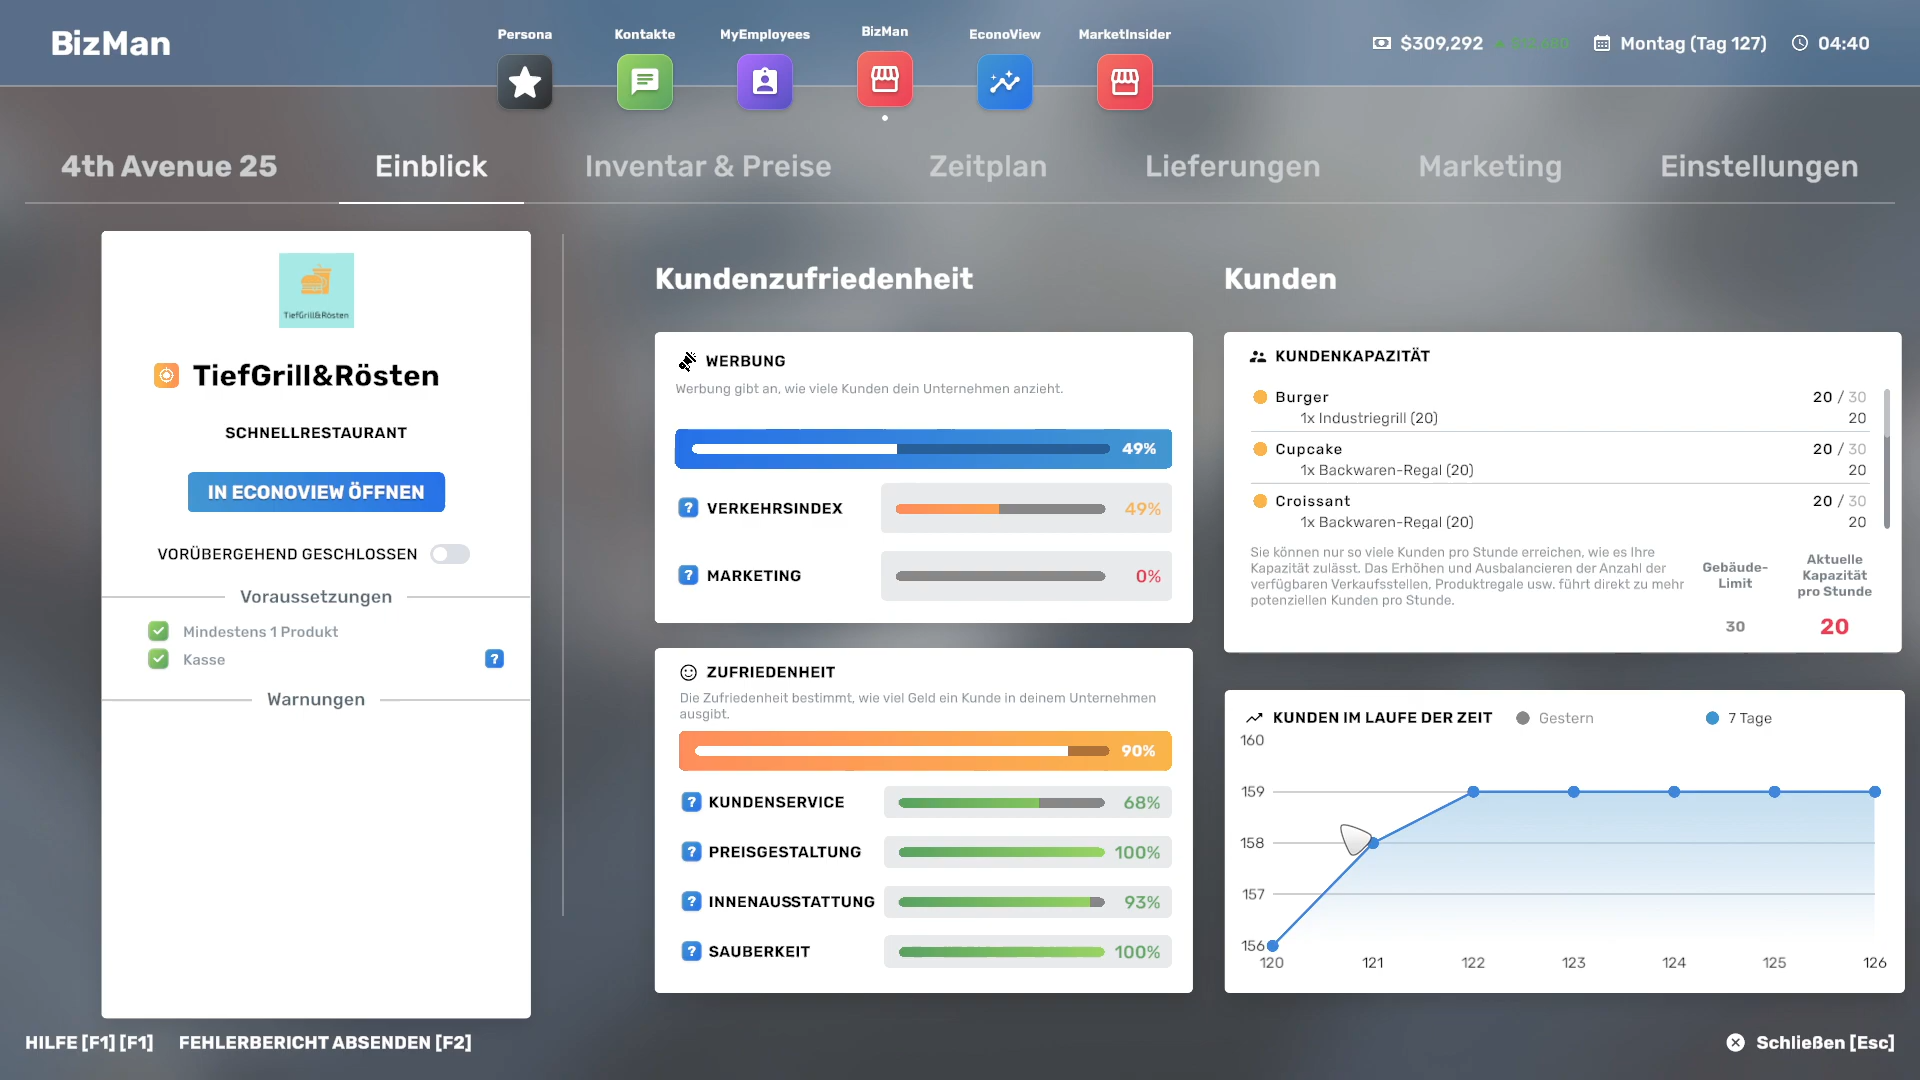 BizMan
Persona
Kontakte
MyEmployees
BizMan
EconoView
MarketInsider
$309,292
Montag (Tag 127)
04:40
4th Avenue 25
Einblick
Inventar & Preise
Zeitplan
Lieferungen
Marketing
Einstellungen
TiefGrill&Rösten
TiefGrill&Rösten
SCHNELLRESTAURANT
IN ECONOVIEW ÖFFNEN
VORÜBERGEHEND GESCHLOSSEN
Voraussetzungen
Mindestens 1 Produkt
Kasse
?
Warnungen
Kundenzufriedenheit
WERBUNG
Werbung gibt an, wie viele Kunden dein Unternehmen anzieht.
49%
? VERKEHRSINDEX 49%
? MARKETING 0%
ZUFRIEDENHEIT
Die Zufriedenheit bestimmt, wie viel Geld ein Kunde in deinem Unternehmen
ausgibt.
90%
? KUNDENSERVICE 68%
? PREISGESTALTUNG 100%
? INNENAUSSTATTUNG 93%
? SAUBERKEIT 100%
Kunden
KUNDENKAPAZITÄT
Burger 20 / 30
1x Industriegrill (20) 20
Cupcake 20 / 30
1x Backwaren-Regal (20) 20
Croissant 20 / 30
1x Backwaren-Regal (20) 20
Sie können nur so viele Kunden pro Stunde erreichen, wie es Ihre
Kapazität zulässt. Das Erhöhen und Ausbalancieren der Anzahl der
verfügbaren Verkaufsstellen, Produktregale usw. führt direkt zu mehr
potenziellen Kunden pro Stunde.
Gebäude-
Limit
30
Aktuelle
Kapazität
pro Stunde
20
KUNDEN IM LAUFE DER ZEIT
Gestern
7 Tage
160
159
158
157
156
120 121 122 123 124 125 126
HILFE [F1] [F1]
FEHLERBERICHT ABSENDEN [F2]
Schließen [Esc]